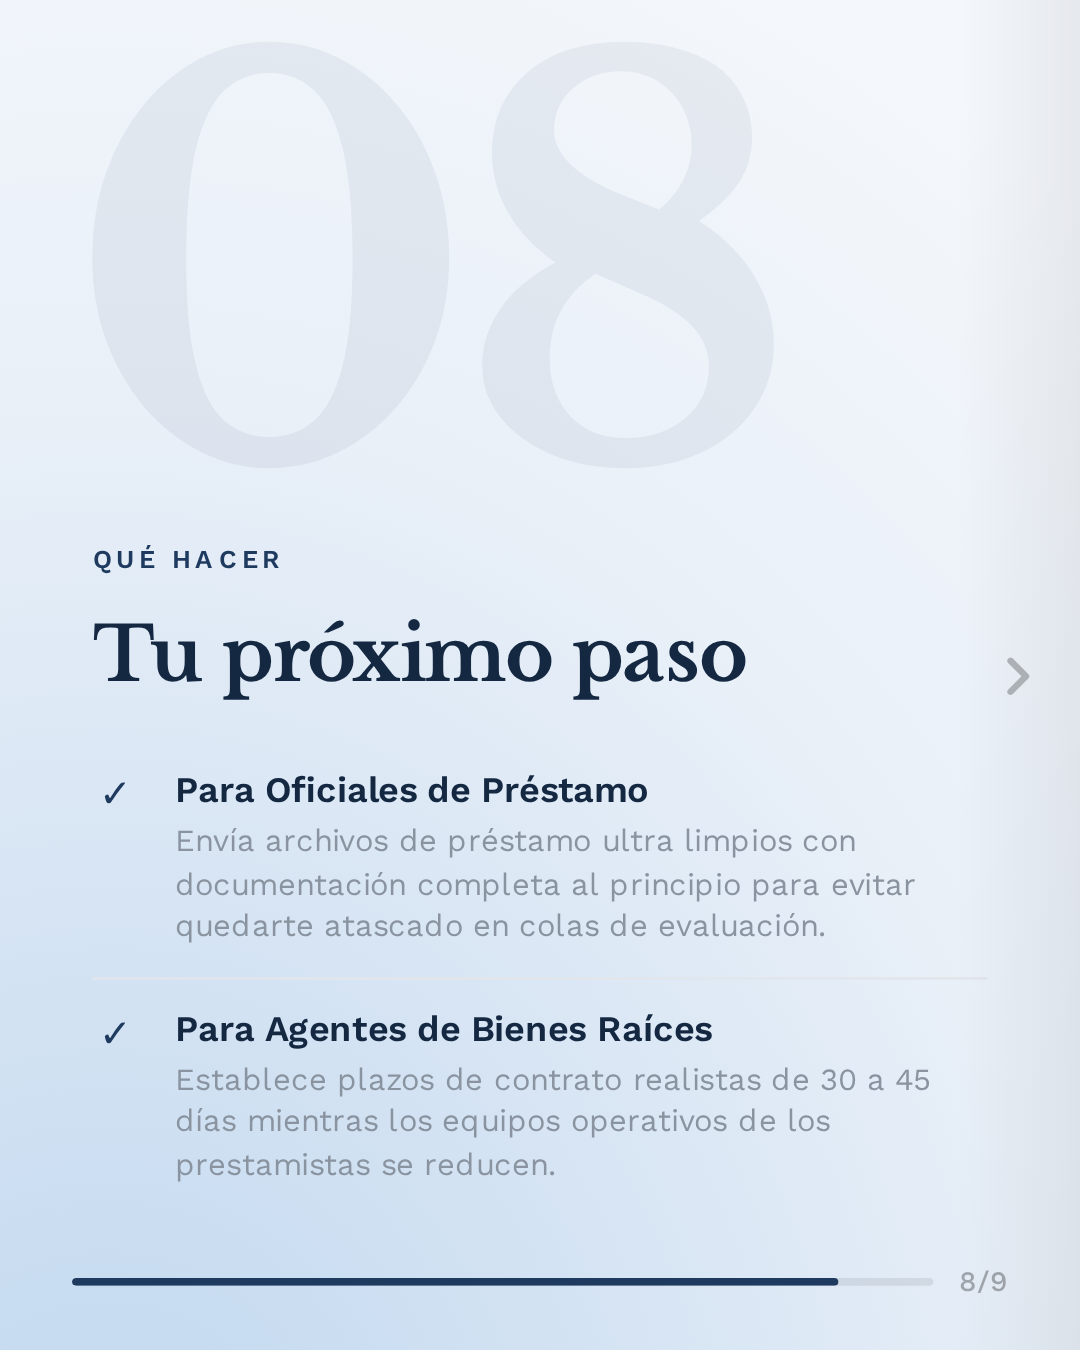 08
QUÉ HACER
Tu próximo paso
✓ Para Oficiales de Préstamo
Envía archivos de préstamo ultra limpios con
documentación completa al principio para evitar
quedarte atascado en colas de evaluación.
✓ Para Agentes de Bienes Raíces
Establece plazos de contrato realistas de 30 a 45
días mientras los equipos operativos de los
prestamistas se reducen.
8/9